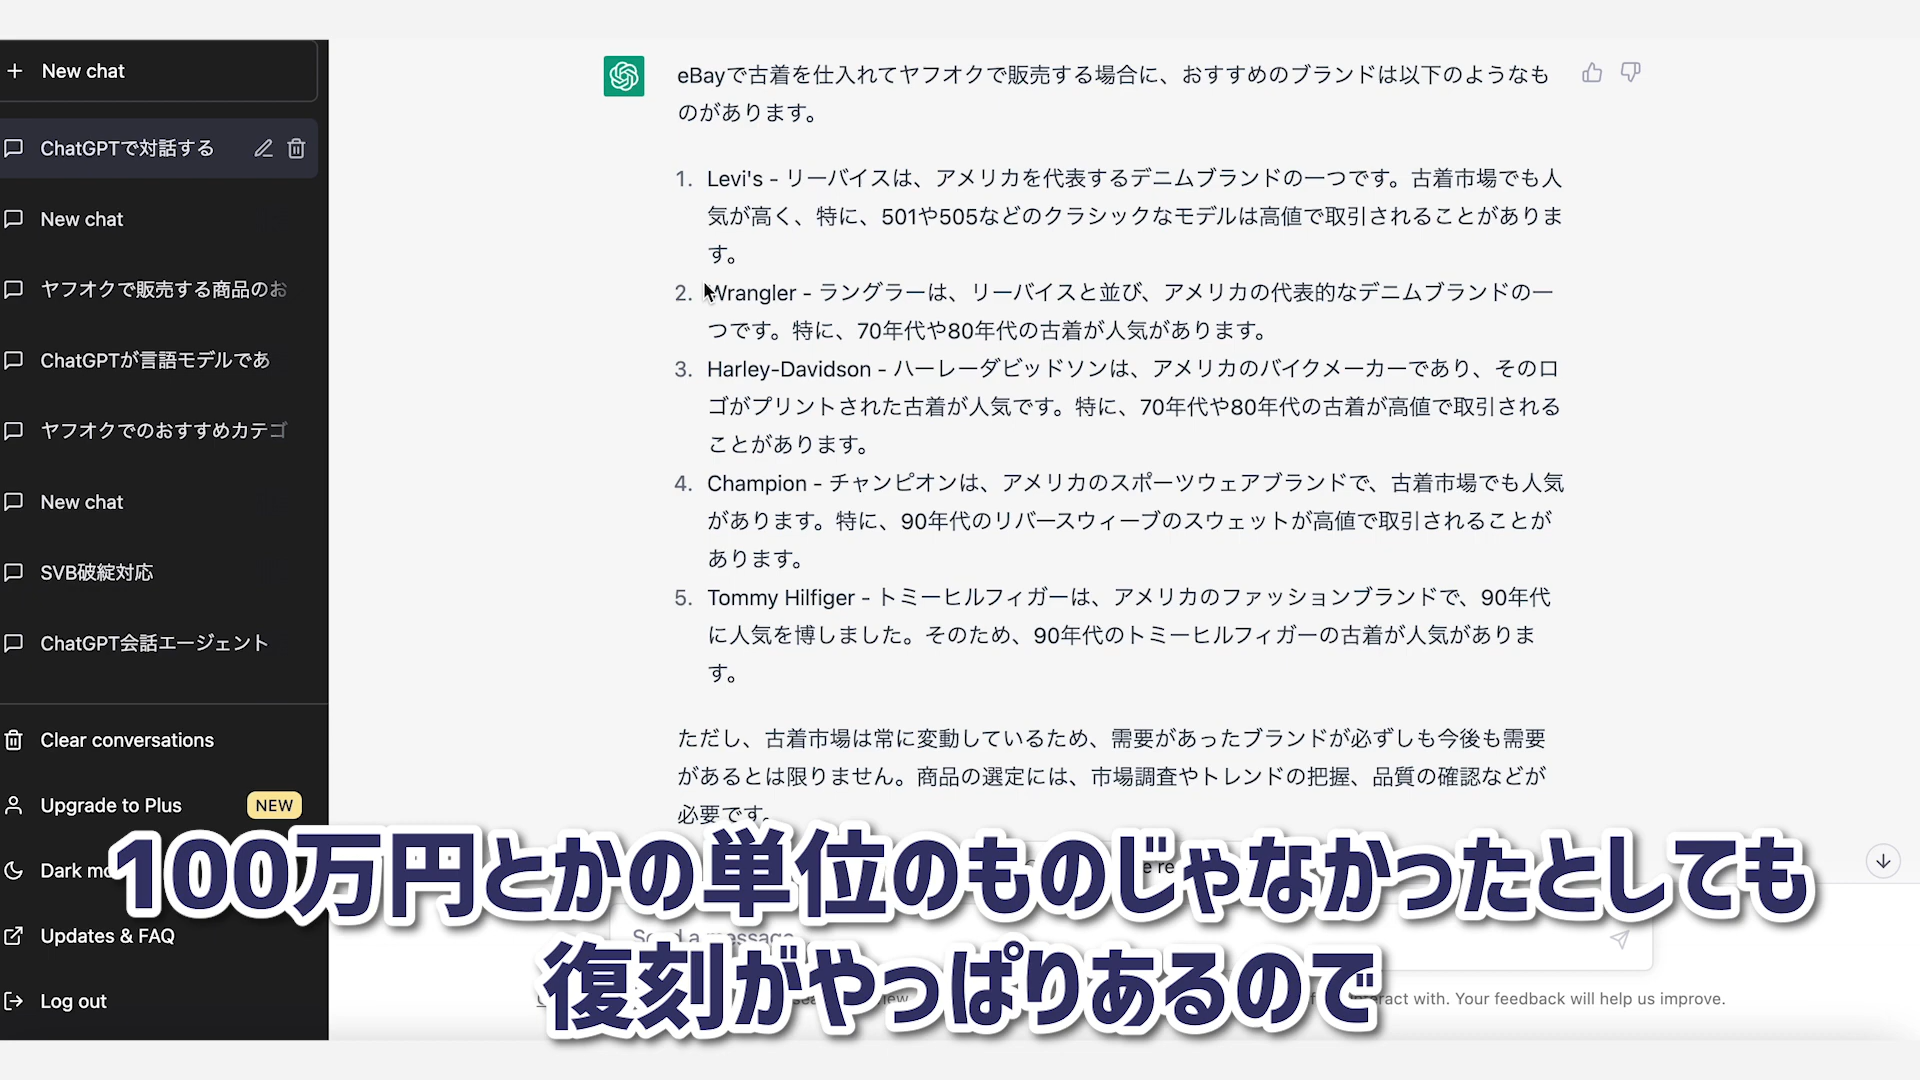 New chat
ChatGPTで対話する
New chat
ヤフオクで販売する商品のお
ChatGPTが言語モデルであ
ヤフオクでのおすすめカテゴ
New chat
SVB破綻対応
ChatGPT会話エージェント
Clear conversations
Upgrade to Plus NEW
Dark mo
Updates & FAQ
Log out
eBayで古着を仕入れてヤフオクで販売する場合に、おすすめのブランドは以下のようなも
のがあります。
1. Levi's - リーバイスは、アメリカを代表するデニムブランドの一つです。古着市場でも人
気が高く、特に、501や505などのクラシックなモデルは高値で取引されることがありま
す。
2. Wrangler - ラングラーは、リーバイスと並び、アメリカの代表的なデニムブランドの一
つです。特に、70年代や80年代の古着が人気があります。
3. Harley-Davidson - ハーレーダビッドソンは、アメリカのバイクメーカーであり、そのロ
ゴがプリントされた古着が人気です。特に、70年代や80年代の古着が高値で取引される
ことがあります。
4. Champion - チャンピオンは、アメリカのスポーツウェアブランドで、古着市場でも人気
があります。特に、90年代のリバースウィーブのスウェットが高値で取引されることが
あります。
5. Tommy Hilfiger - トミーヒルフィガーは、アメリカのファッションブランドで、90年代
に人気を博しました。そのため、90年代のトミーヒルフィガーの古着が人気がありま
す。
ただし、古着市場は常に変動しているため、需要があったブランドが必ずしも今後も需要
があるとは限りません。商品の選定には、市場調査やトレンドの把握、品質の確認などが
必要です。
Send a message...
with. Your feedback will help us improve.
100万円とかの単位のものじゃなかったとしても
復刻がやっぱりあるので